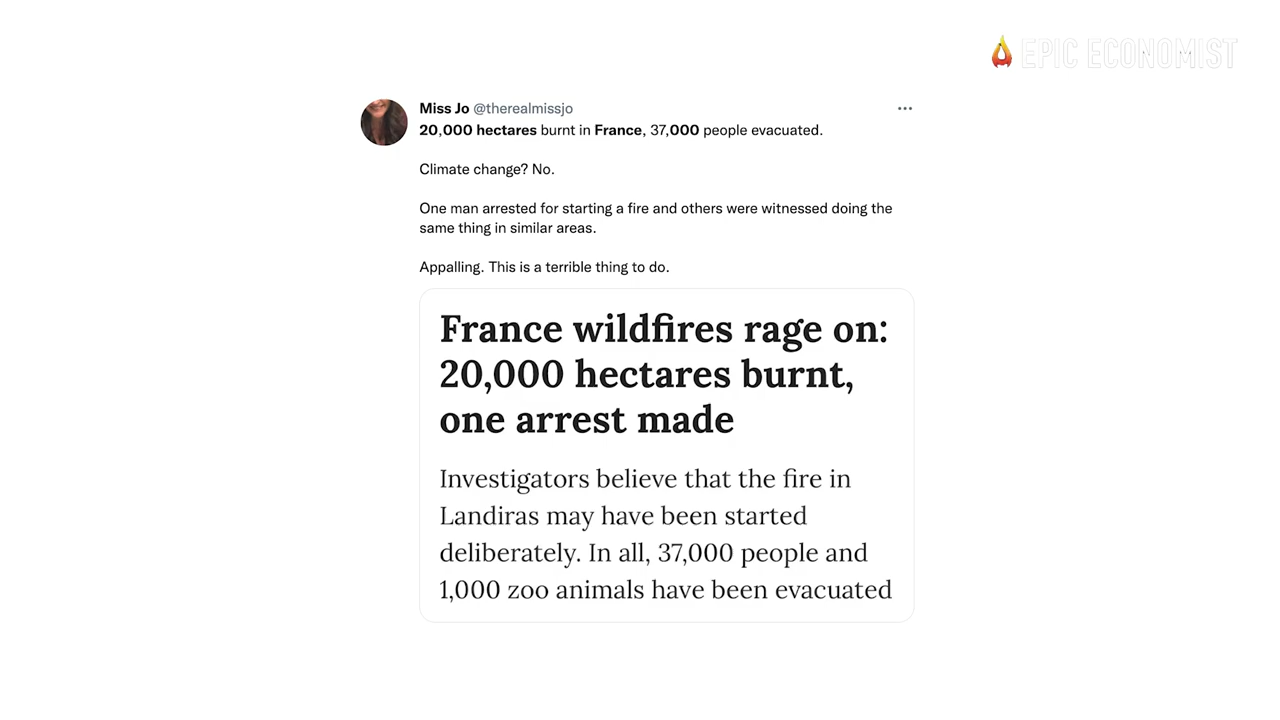 EPIC ECONOMIST
Miss Jo @therealmissjo
20,000 hectares burnt in France, 37,000 people evacuated.
Climate change? No.
One man arrested for starting a fire and others were witnessed doing the
same thing in similar areas.
Appalling. This is a terrible thing to do.
France wildfires rage on:
20,000 hectares burnt,
one arrest made
Investigators believe that the fire in
Landiras may have been started
deliberately. In all, 37,000 people and
1,000 zoo animals have been evacuated